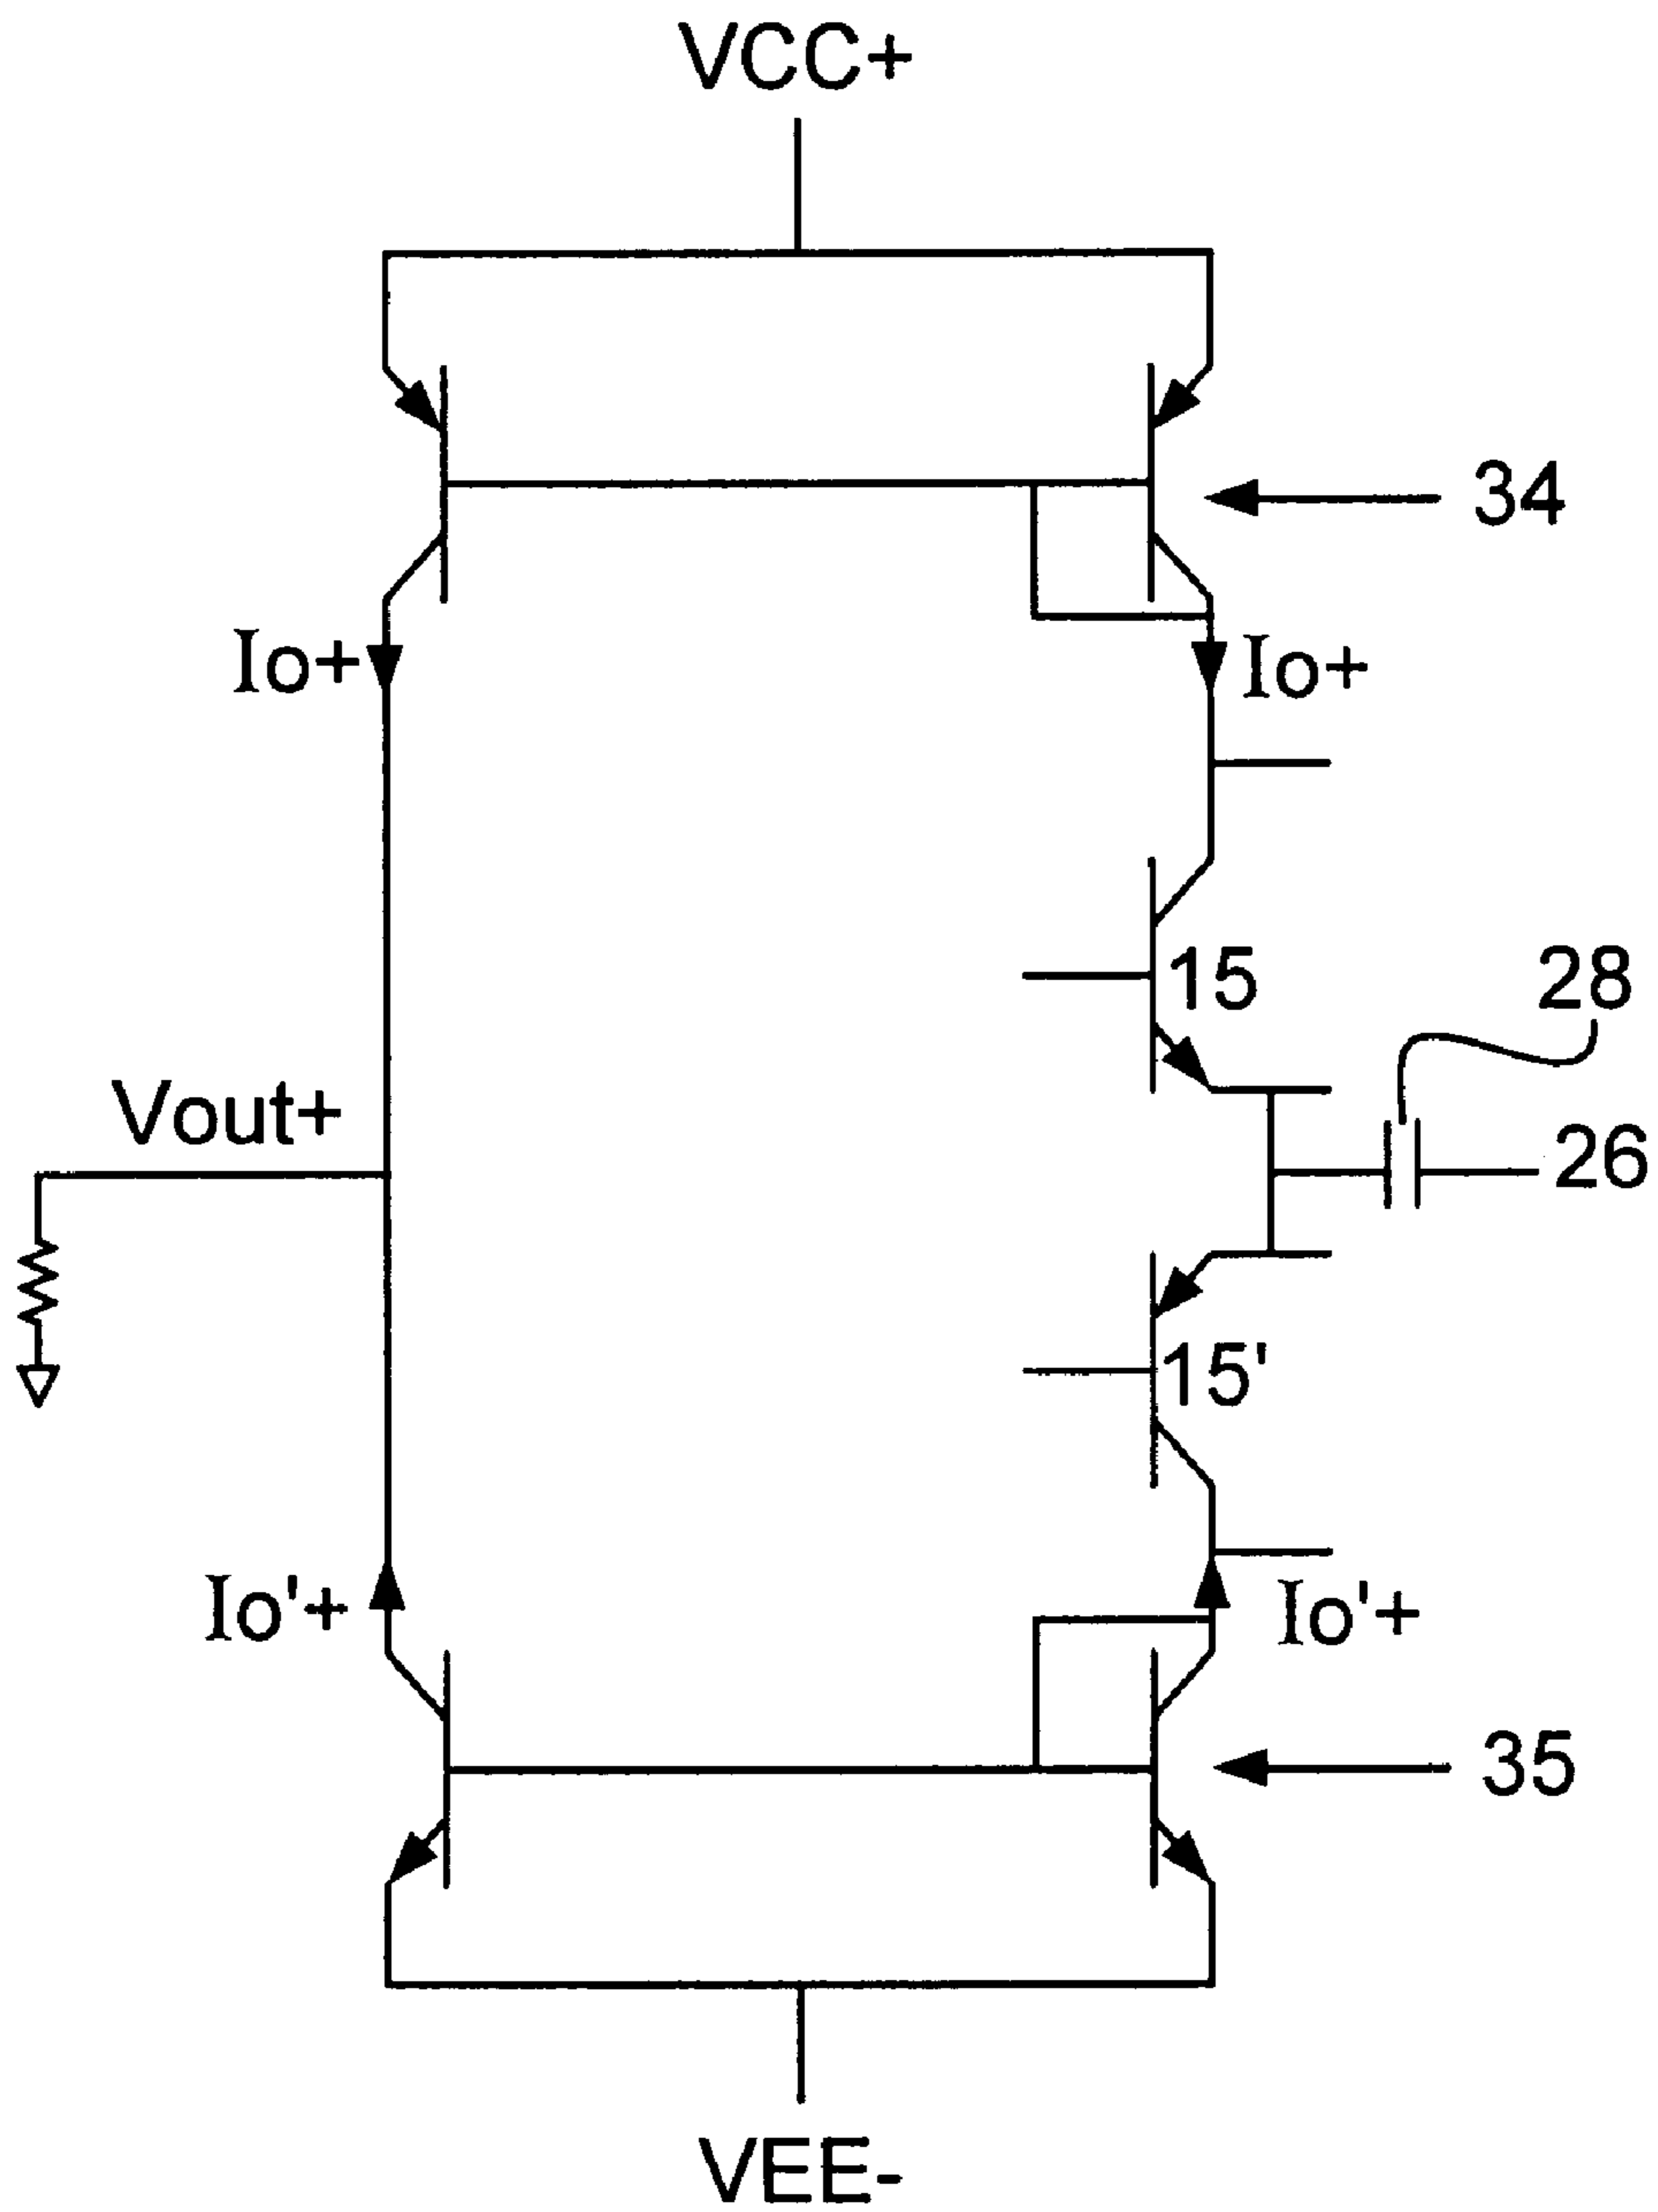 VCC+
34
Io+
Io+
15
28
Vout+
26
15'
Io'+
Io'+
35
VEE-